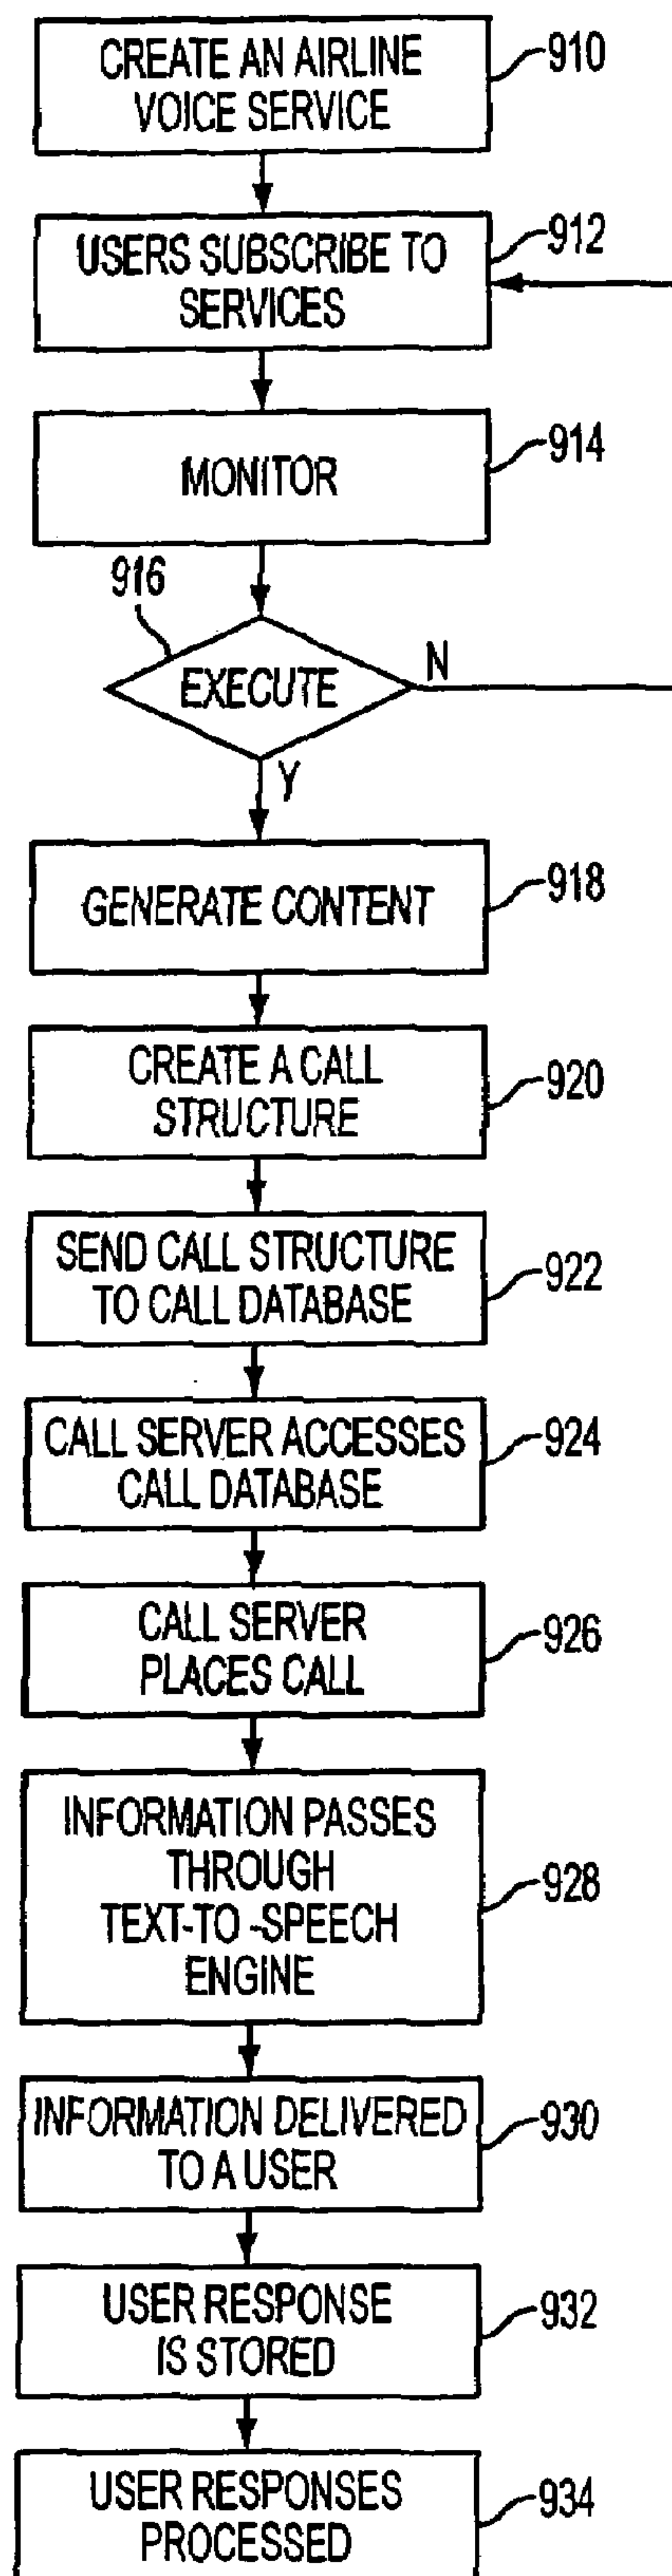 CREATE AN AIRLINE
VOICE SERVICE
910
USERS SUBSCRIBE TO
SERVICES
912
MONITOR
914
916
EXECUTE
N
Y
GENERATE CONTENT
918
CREATE A CALL
STRUCTURE
920
SEND CALL STRUCTURE
TO CALL DATABASE
922
CALL SERVER ACCESSES
CALL DATABASE
924
CALL SERVER
PLACES CALL
926
INFORMATION PASSES
THROUGH
TEXT-TO -SPEECH
ENGINE
928
INFORMATION DELIVERED
TO A USER
930
USER RESPONSE
IS STORED
932
USER RESPONSES
PROCESSED
934